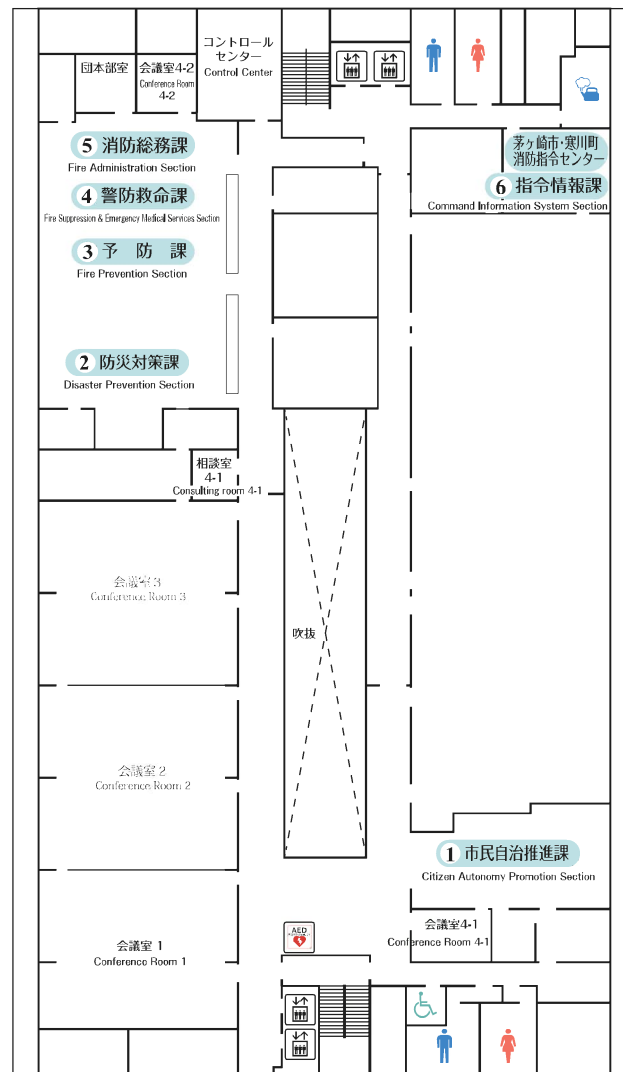 コントロール
センター
Control Center
団本部室
会議室4-2
Conference Room
4-2
5 消防総務課
Fire Administration Section
茅ヶ崎市・寒川町
消防指令センター
4 警防救命課
Fire Suppression & Emergency Medical Services Section
6 指令情報課
Command Information System Section
3 予防課
Fire Prevention Section
2 防災対策課
Disaster Prevention Section
相談室
4-1
Consulting room 4-1
会議室 3
Conference Room 3
吹抜
会議室 2
Conference Room 2
1 市民自治推進課
Citizen Autonomy Promotion Section
会議室4-1
Conference Room 4-1
AED
会議室 1
Conference Room 1